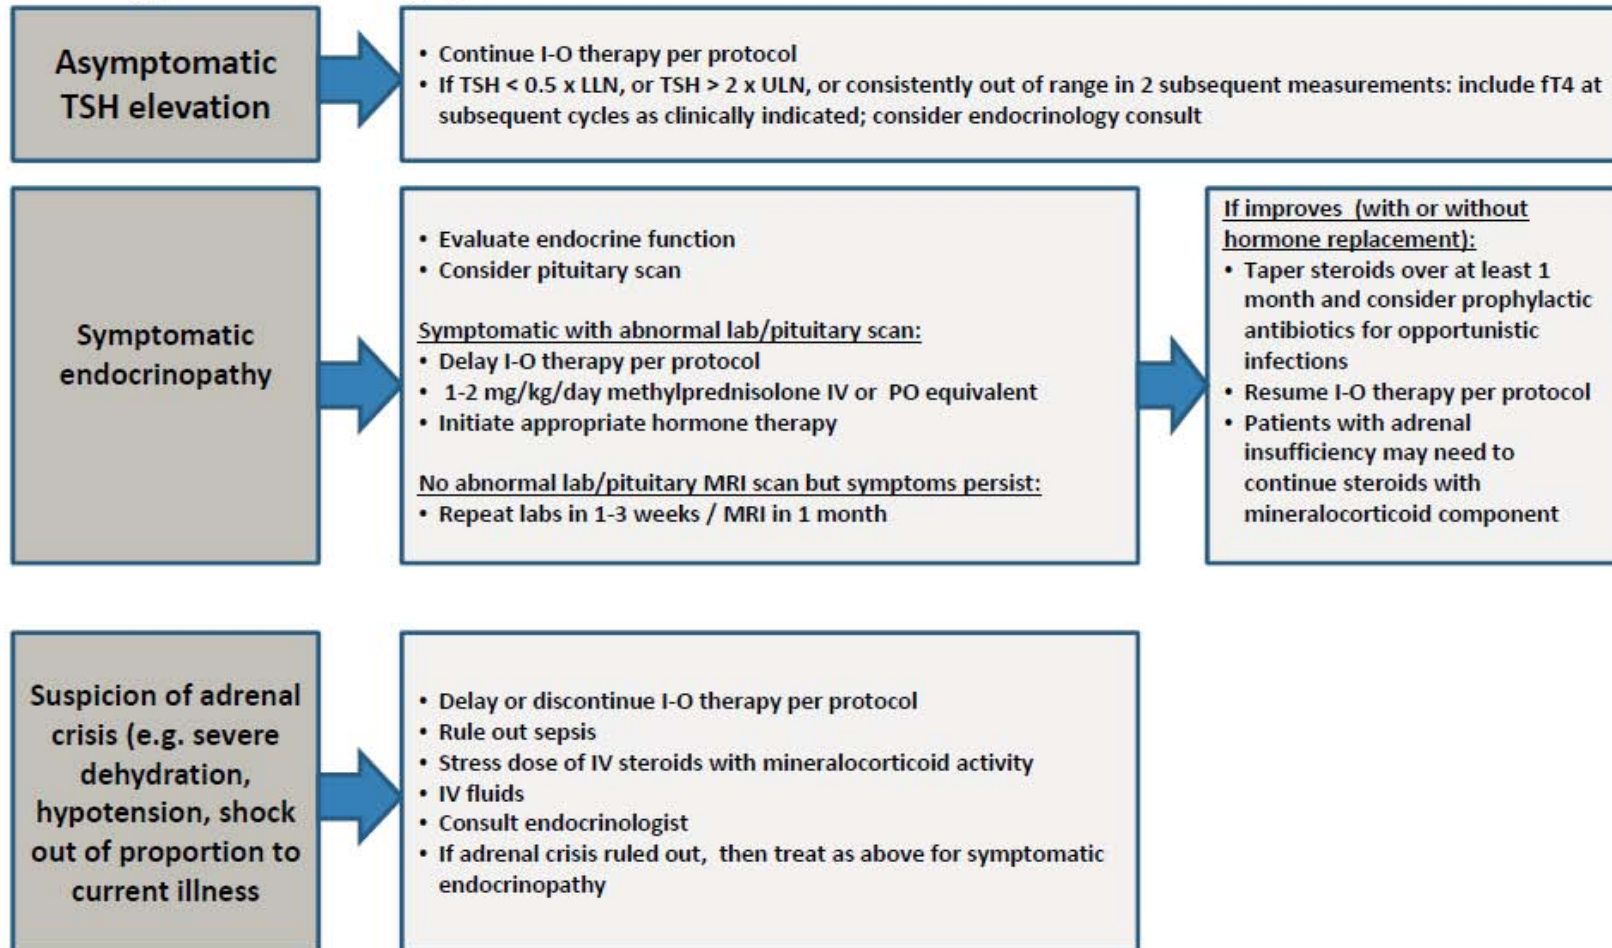 Asymptomatic
TSH elevation
• Continue I-O therapy per protocol
• If TSH < 0.5 x LLN, or TSH > 2 x ULN, or consistently out of range in 2 subsequent measurements: include fT4 at
subsequent cycles as clinically indicated; consider endocrinology consult
Symptomatic
endocrinopathy
• Evaluate endocrine function
• Consider pituitary scan
Symptomatic with abnormal lab/pituitary scan:
• Delay I-O therapy per protocol
• 1-2 mg/kg/day methylprednisolone IV or PO equivalent
• Initiate appropriate hormone therapy
No abnormal lab/pituitary MRI scan but symptoms persist:
• Repeat labs in 1-3 weeks / MRI in 1 month
If improves (with or without
hormone replacement):
• Taper steroids over at least 1
month and consider prophylactic
antibiotics for opportunistic
infections
• Resume I-O therapy per protocol
• Patients with adrenal
insufficiency may need to
continue steroids with
mineralocorticoid component
Suspicion of adrenal
crisis (e.g. severe
dehydration,
hypotension, shock
out of proportion to
current illness
• Delay or discontinue I-O therapy per protocol
• Rule out sepsis
• Stress dose of IV steroids with mineralocorticoid activity
• IV fluids
• Consult endocrinologist
• If adrenal crisis ruled out, then treat as above for symptomatic
endocrinopathy